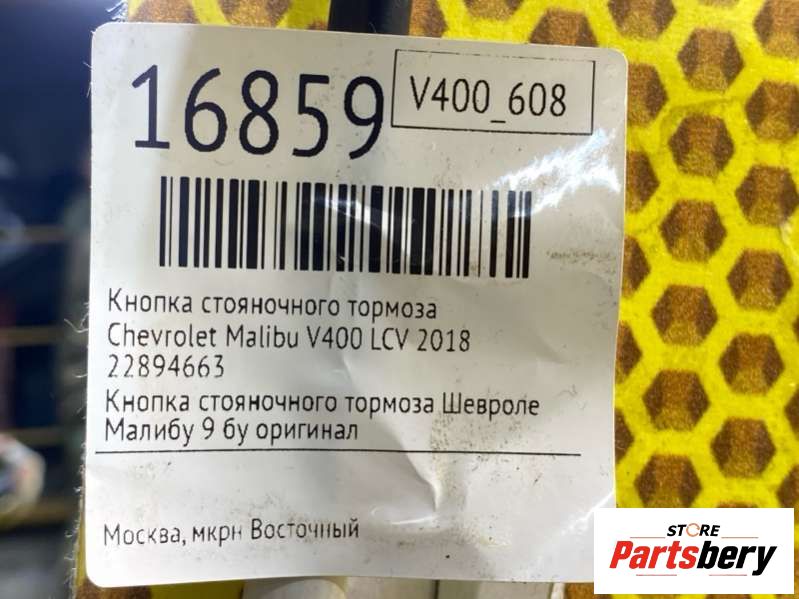 16859
V400_608
Кнопка стояночного тормоза
Chevrolet Malibu V400 LCV 2018
22894663
Кнопка стояночного тормоза Шевроле
Малибу 9 бу оригинал
Москва, мкрн Восточный
STORE
Partsbery